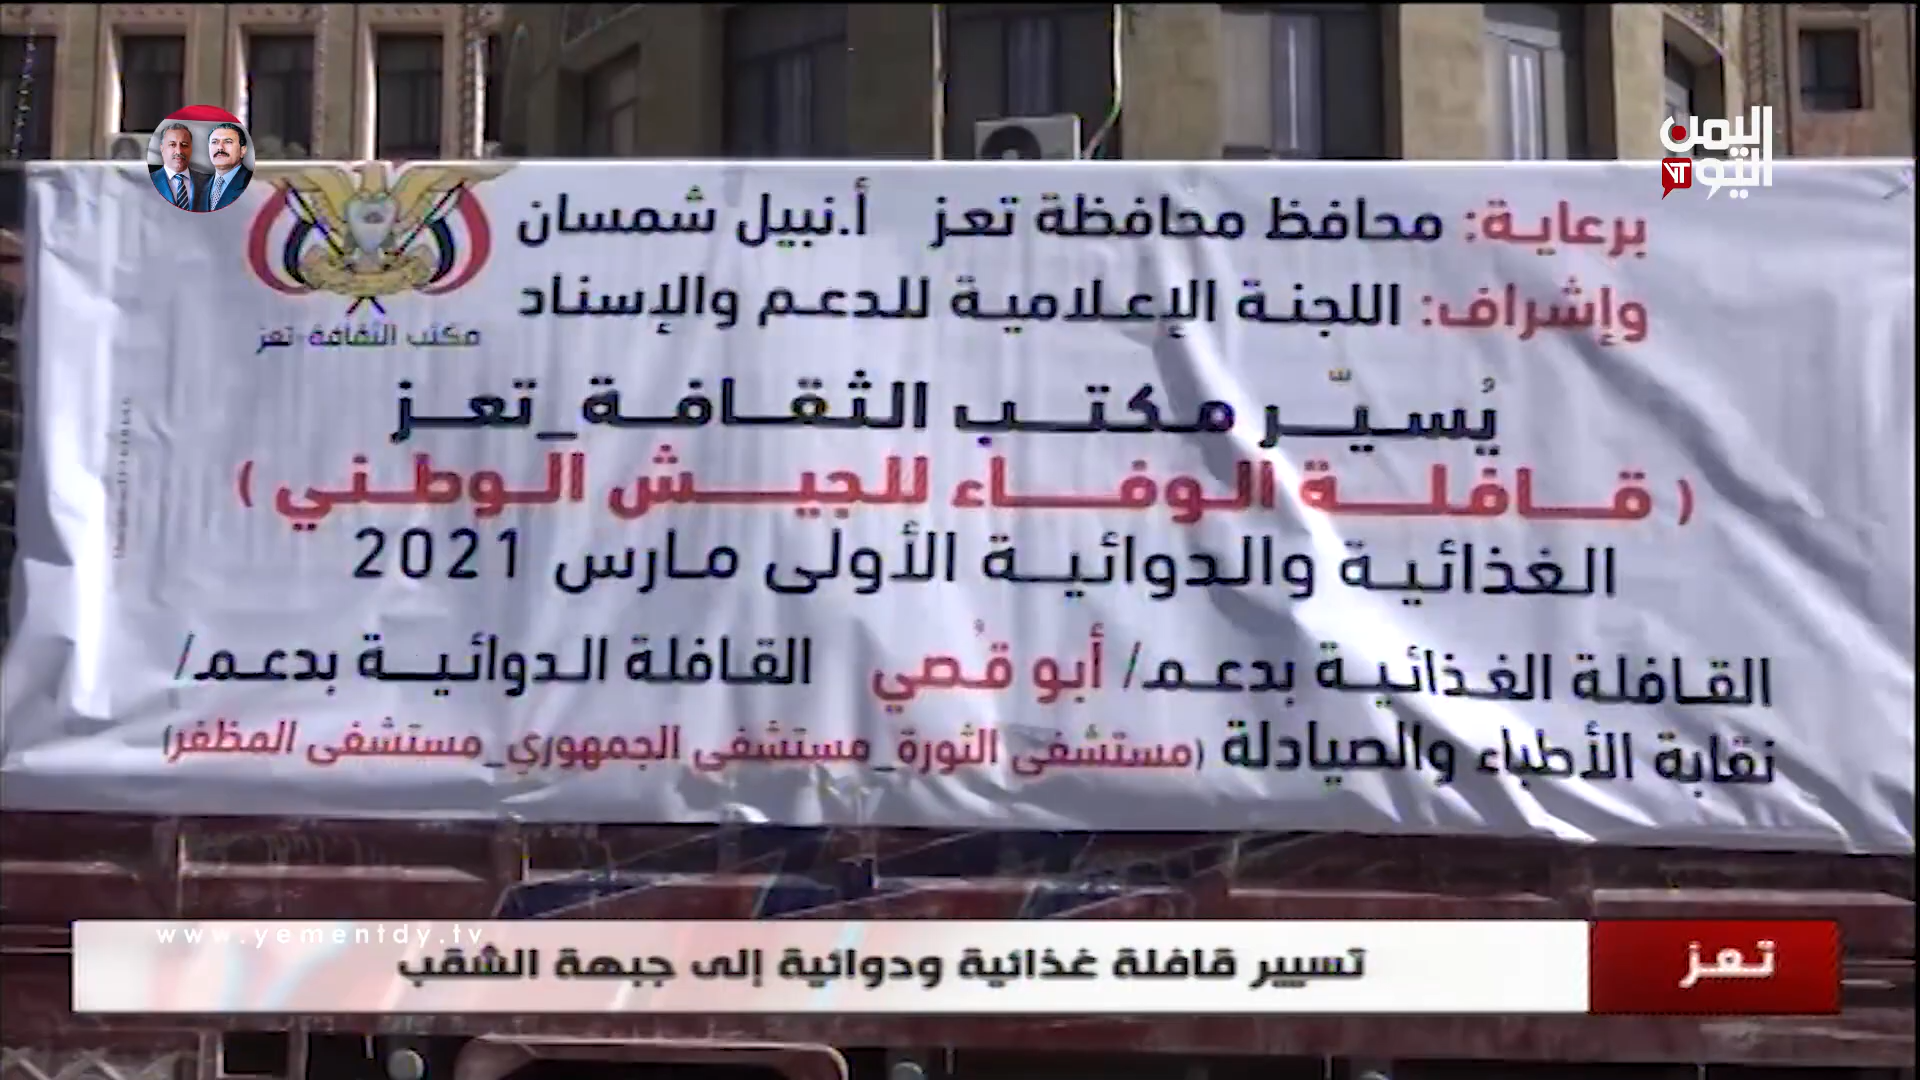 اليمن
اليوم
YT
برعاية: محافظ محافظة تعز أ.نبيل شمسان
وإشراف: اللجنة الإعلامية للدعم والإسناد
مكتب الثقافة-تعز
يُسيّر مكتب الثقافة_تعز
( قافلة الوفاء للجيش الوطني )
الغذائية والدوائية الأولى مارس 2021
القافلة الغذائية بدعم/ أبو قُصي القافلة الدوائية بدعم/
نقابة الأطباء والصيادلة (مستشفى الثورة_مستشفى الجمهوري_مستشفى المظفر)
www.yementdy.tv
تعز
تسيير قافلة غذائية ودوائية إلى جبهة الشقب